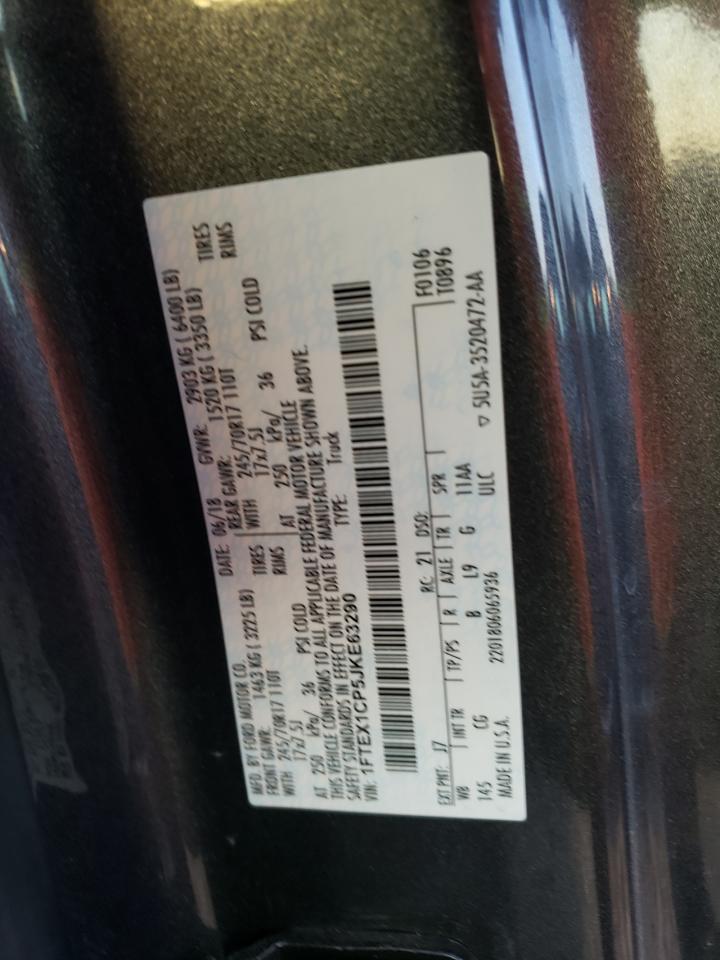 MFD. BY FORD MOTOR CO.
DATE: 06/18 GVWR: 2903 KG ( 6400 LB)
FRONT GAWR: 1463 KG ( 3225 LB)
REAR GAWR: 1520 KG ( 3350 LB)
WITH 245/70R17 110T TIRES
17x7.5J RIMS
AT 250 kPa/ 36 PSI COLD
WITH 245/70R17 110T TIRES
17x7.5J RIMS
AT 250 kPa/ 36 PSI COLD
THIS VEHICLE CONFORMS TO ALL APPLICABLE FEDERAL MOTOR VEHICLE
SAFETY STANDARDS IN EFFECT ON THE DATE OF MANUFACTURE SHOWN ABOVE.
VIN: 1FTEX1CP5JKE63290 TYPE: Truck
F0106
T0896
EXT PNT: J7 RC: 21 DSO:
WB INT TR TP/PS R AXLE TR SPR
145 CG B L9 G 11AA
ULC
MADE IN U.S.A. 2201806065936 ▽ 5U5A-3520472-AA